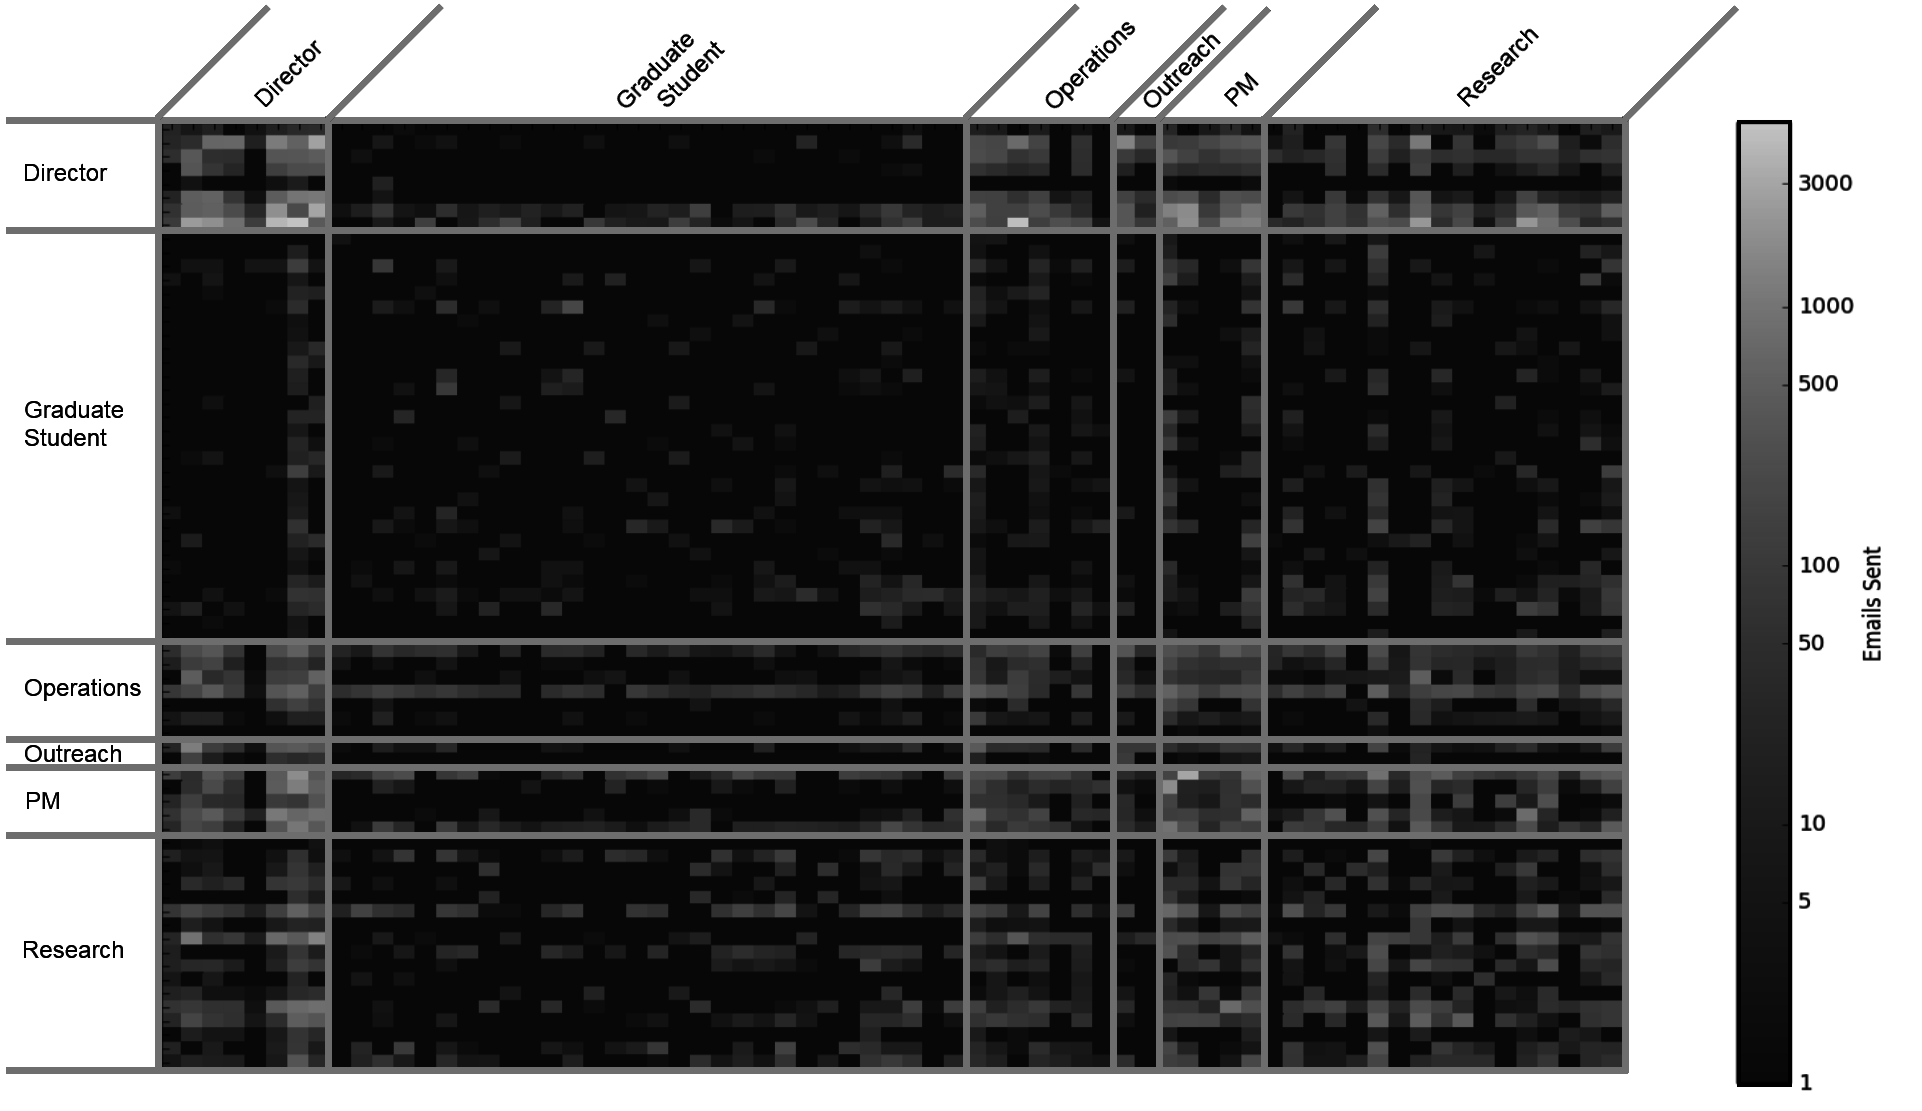 Director
Graduate
Student
Operations
Outreach
PM
Research
Director
Graduate
Student
Operations
Outreach
PM
Research
3000
1000
500
100
50
10
5
1
Emails Sent